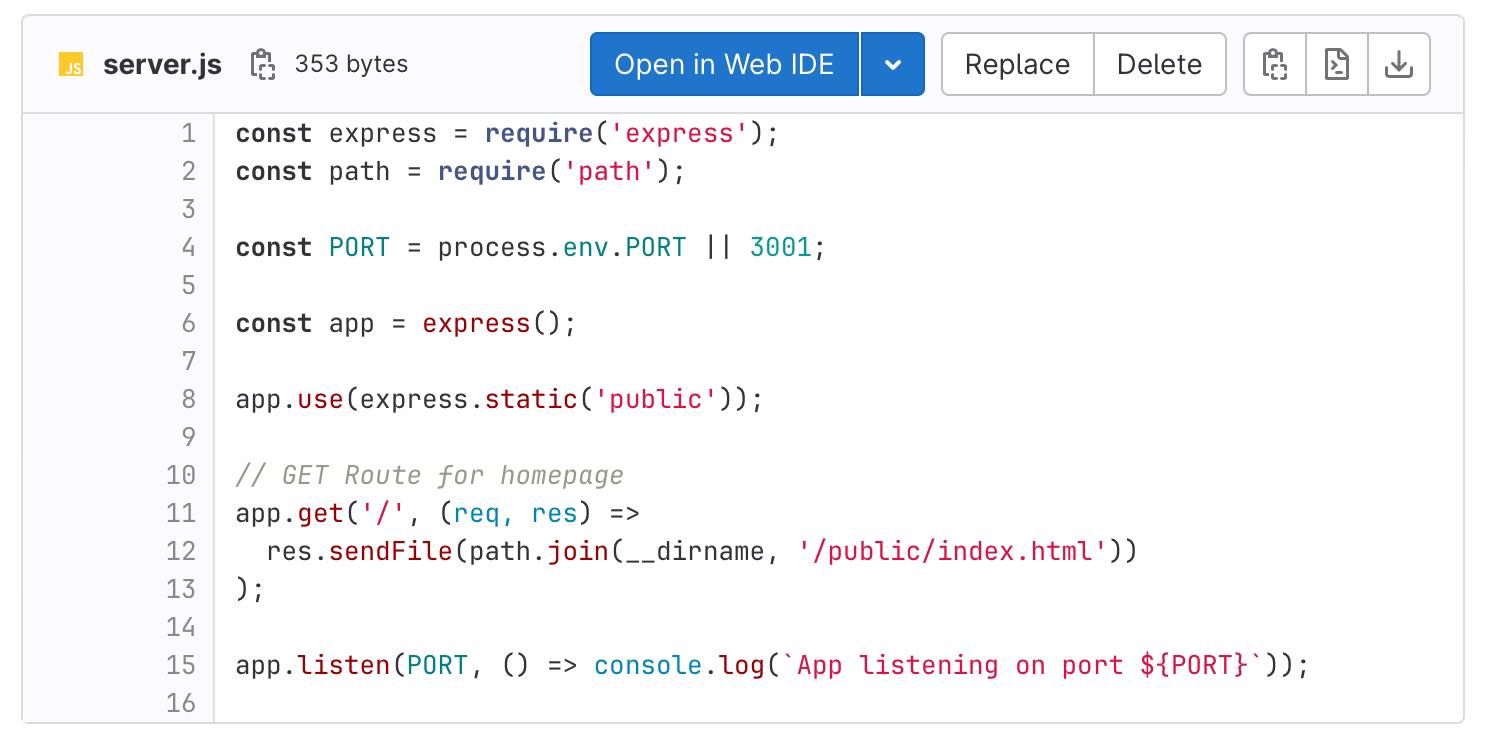 JS server.js 353 bytes Open in Web IDE Replace Delete
1 const express = require('express');
2 const path = require('path');
3
4 const PORT = process.env.PORT || 3001;
5
6 const app = express();
7
8 app.use(express.static('public'));
9
10 // GET Route for homepage
11 app.get('/', (req, res) =>
12   res.sendFile(path.join(__dirname, '/public/index.html'))
13 );
14
15 app.listen(PORT, () => console.log(`App listening on port ${PORT}`));
16